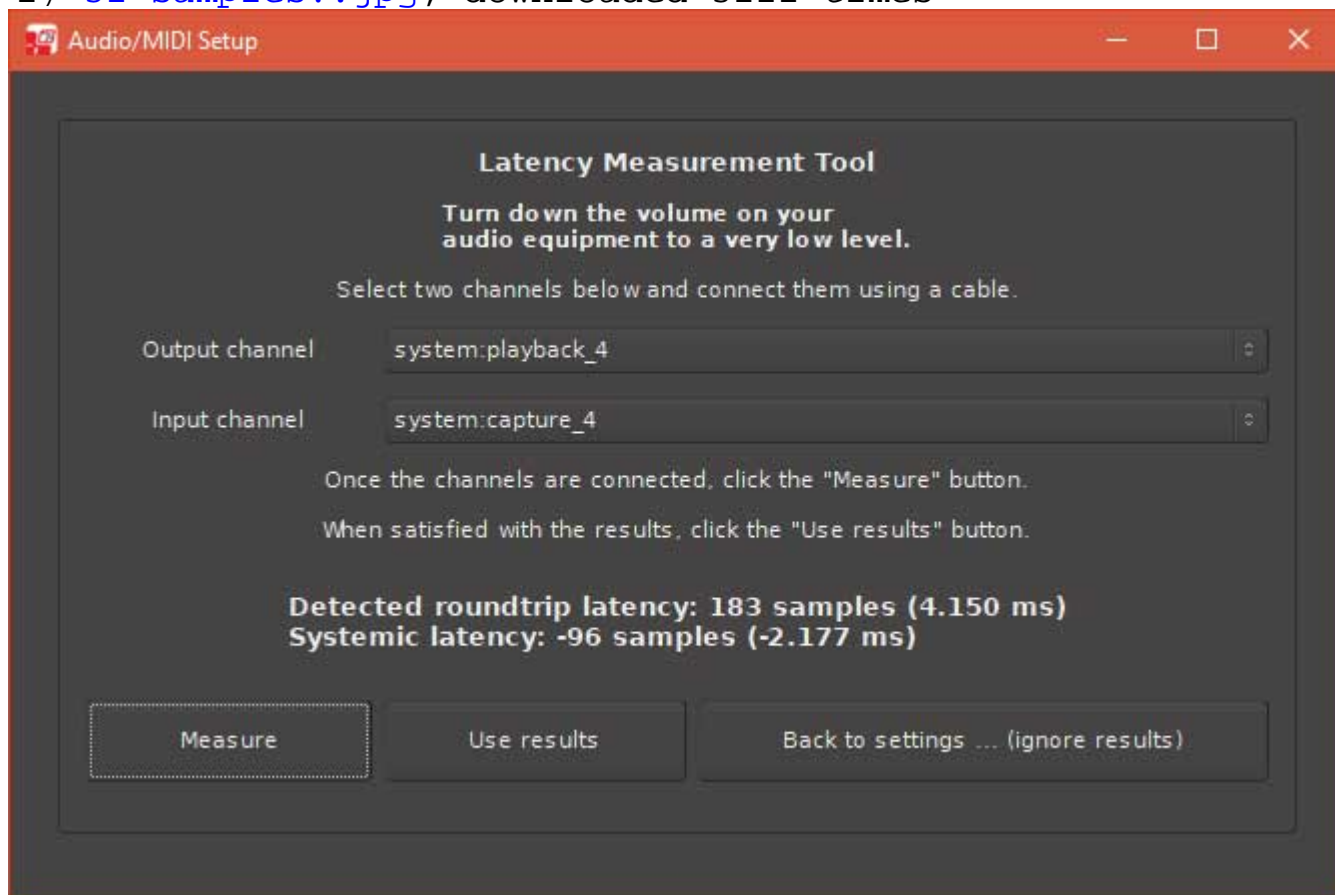 Audio/MIDI Setup
Latency Measurement Tool
Turn down the volume on your
audio equipment to a very low level.
Select two channels below and connect them using a cable.
Output channel system:playback_4
Input channel system:capture_4
Once the channels are connected, click the "Measure" button.
When satisfied with the results, click the "Use results" button.
Detected roundtrip latency: 183 samples (4.150 ms)
Systemic latency: -96 samples (-2.177 ms)
Measure Use results Back to settings ... (ignore results)